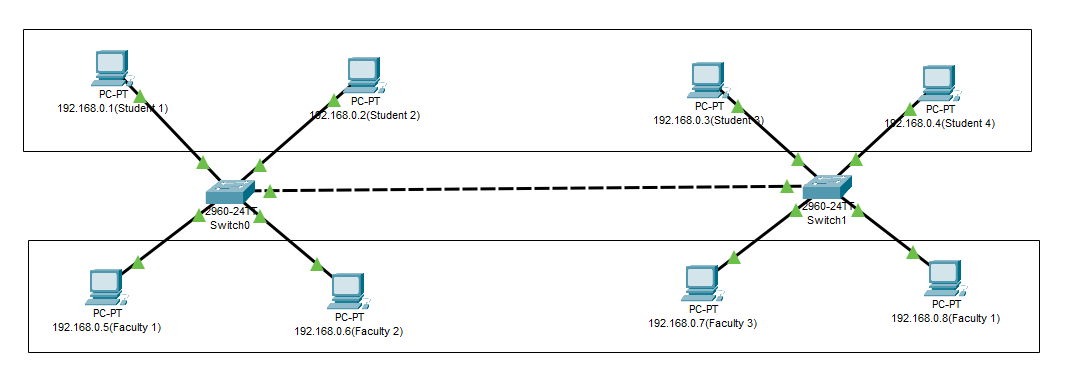 PC-PT
192.168.0.1(Student 1)
PC-PT
192.168.0.2(Student 2)
PC-PT
192.168.0.3(Student 3)
PC-PT
192.168.0.4(Student 4)
2960-24TT
Switch0
2960-24TT
Switch1
PC-PT
192.168.0.5(Faculty 1)
PC-PT
192.168.0.6(Faculty 2)
PC-PT
192.168.0.7(Faculty 3)
PC-PT
192.168.0.8(Faculty 1)